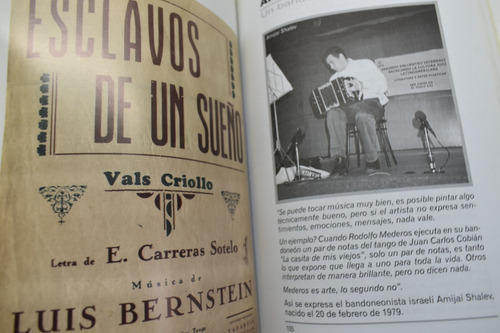 ESCLAVOS
DE UN SUEÑO
Vals Criollo
Letra de E. Carreras Sotelo
Música de
LUIS BERNSTEIN
Un band
Amijai Shalev
"Se puede tocar música muy bien, es posible pintar algo
técnicamente bueno, pero si el artista no expresa sen-
timientos, emociones, mensajes, nada vale.
Un ejemplo? Cuando Rodolfo Mederos ejecuta en su ban-
doneón un par de notas del tango de Juan Carlos Cobián
"La casita de mis viejos", solo un par de notas, es tanto
lo que expone que llega a uno para toda la vida. Otros
interpretan de manera brillante, pero no dicen nada.
Mederos es arte, lo segundo no".
Así se expresa el bandoneonista israelí Amijai Shalev,
nacido el 20 de febrero de 1979.
105